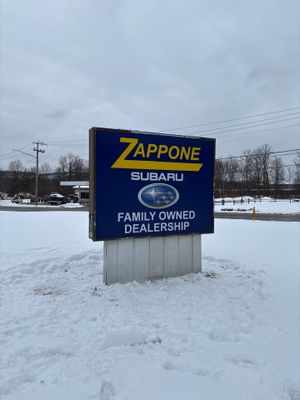 ZAPPONE
SUBARU
FAMILY OWNED
DEALERSHIP